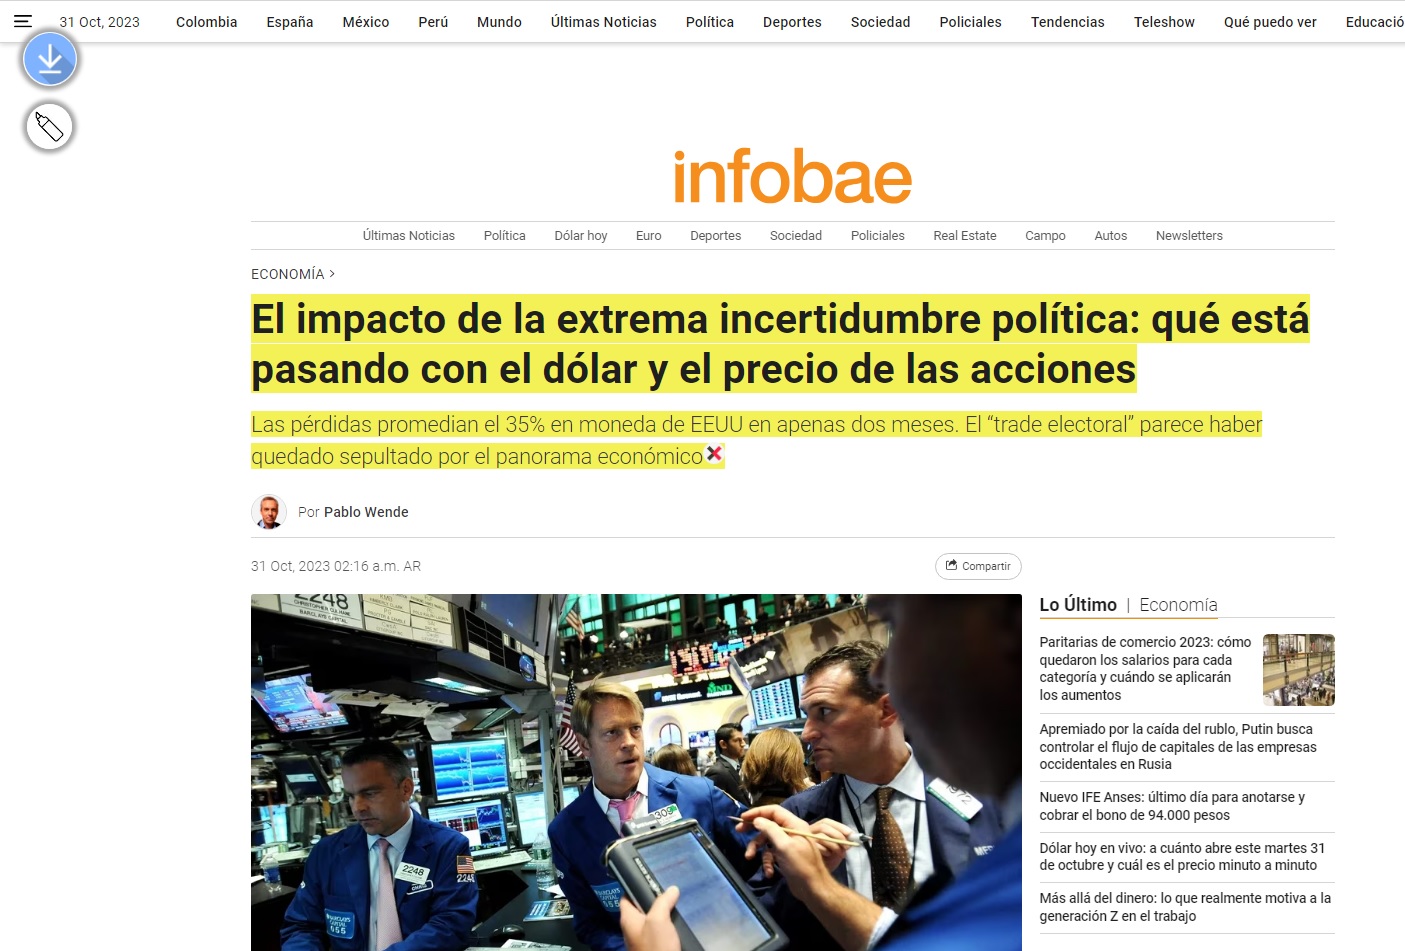 31 Oct, 2023 Colombia España México Perú Mundo Últimas Noticias Política Deportes Sociedad Policiales Tendencias Teleshow Qué puedo ver Educació
infobae
Últimas Noticias Política Dólar hoy Euro Deportes Sociedad Policiales Real Estate Campo Autos Newsletters
ECONOMÍA >
El impacto de la extrema incertidumbre política: qué está
pasando con el dólar y el precio de las acciones
Las pérdidas promedian el 35% en moneda de EEUU en apenas dos meses. El “trade electoral” parece haber
quedado sepultado por el panorama económico
Por Pablo Wende
31 Oct, 2023 02:16 a.m. AR
Compartir
2248
CHRISTOPHER CULHANE
BARCLAYS CAPITAL
2248
2248
BARCLAYS
CAPITAL
055
309
Lo Último | Economía
Paritarias de comercio 2023: cómo
quedaron los salarios para cada
categoría y cuándo se aplicarán
los aumentos
Apremiado por la caída del rublo, Putin busca
controlar el flujo de capitales de las empresas
occidentales en Rusia
Nuevo IFE Anses: último día para anotarse y
cobrar el bono de 94.000 pesos
Dólar hoy en vivo: a cuánto abre este martes 31
de octubre y cuál es el precio minuto a minuto
Más allá del dinero: lo que realmente motiva a la
generación Z en el trabajo